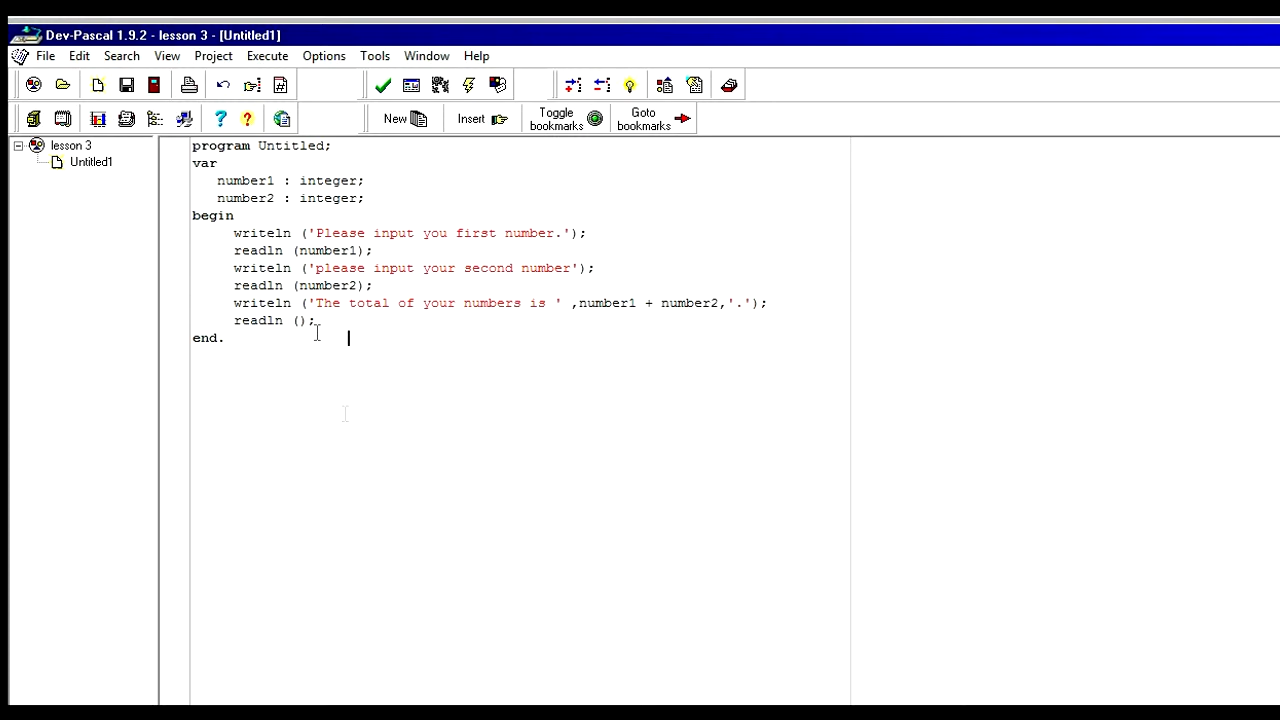 Dev-Pascal 1.9.2 - lesson 3 - [Untitled1]
File Edit Search View Project Execute Options Tools Window Help
New Insert Toggle bookmarks Goto bookmarks
lesson 3
Untitled1
program Untitled;
var
number1 : integer;
number2 : integer;
begin
writeln ('Please input you first number.');
readln (number1);
writeln ('please input your second number');
readln (number2);
writeln ('The total of your numbers is ' ,number1 + number2,'.');
readln ();
end.